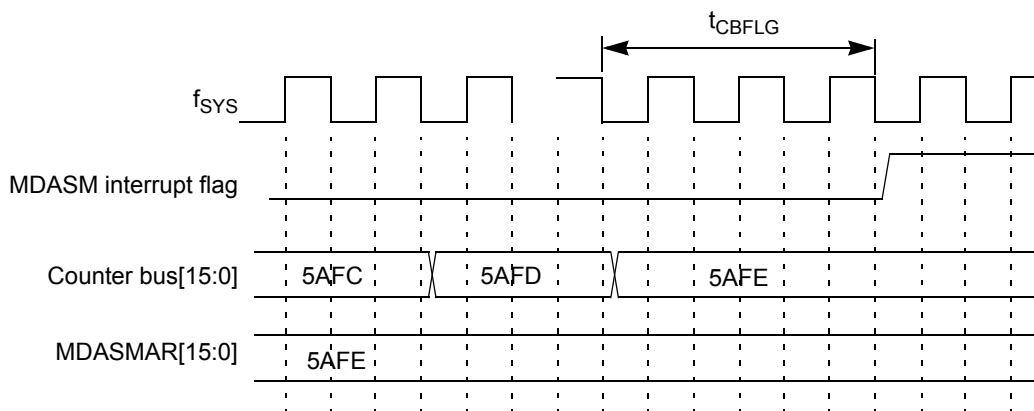 tCBFLG
fSYS
MDASM interrupt flag
Counter bus[15:0] 5AFC 5AFD 5AFE
MDASMAR[15:0] 5AFE